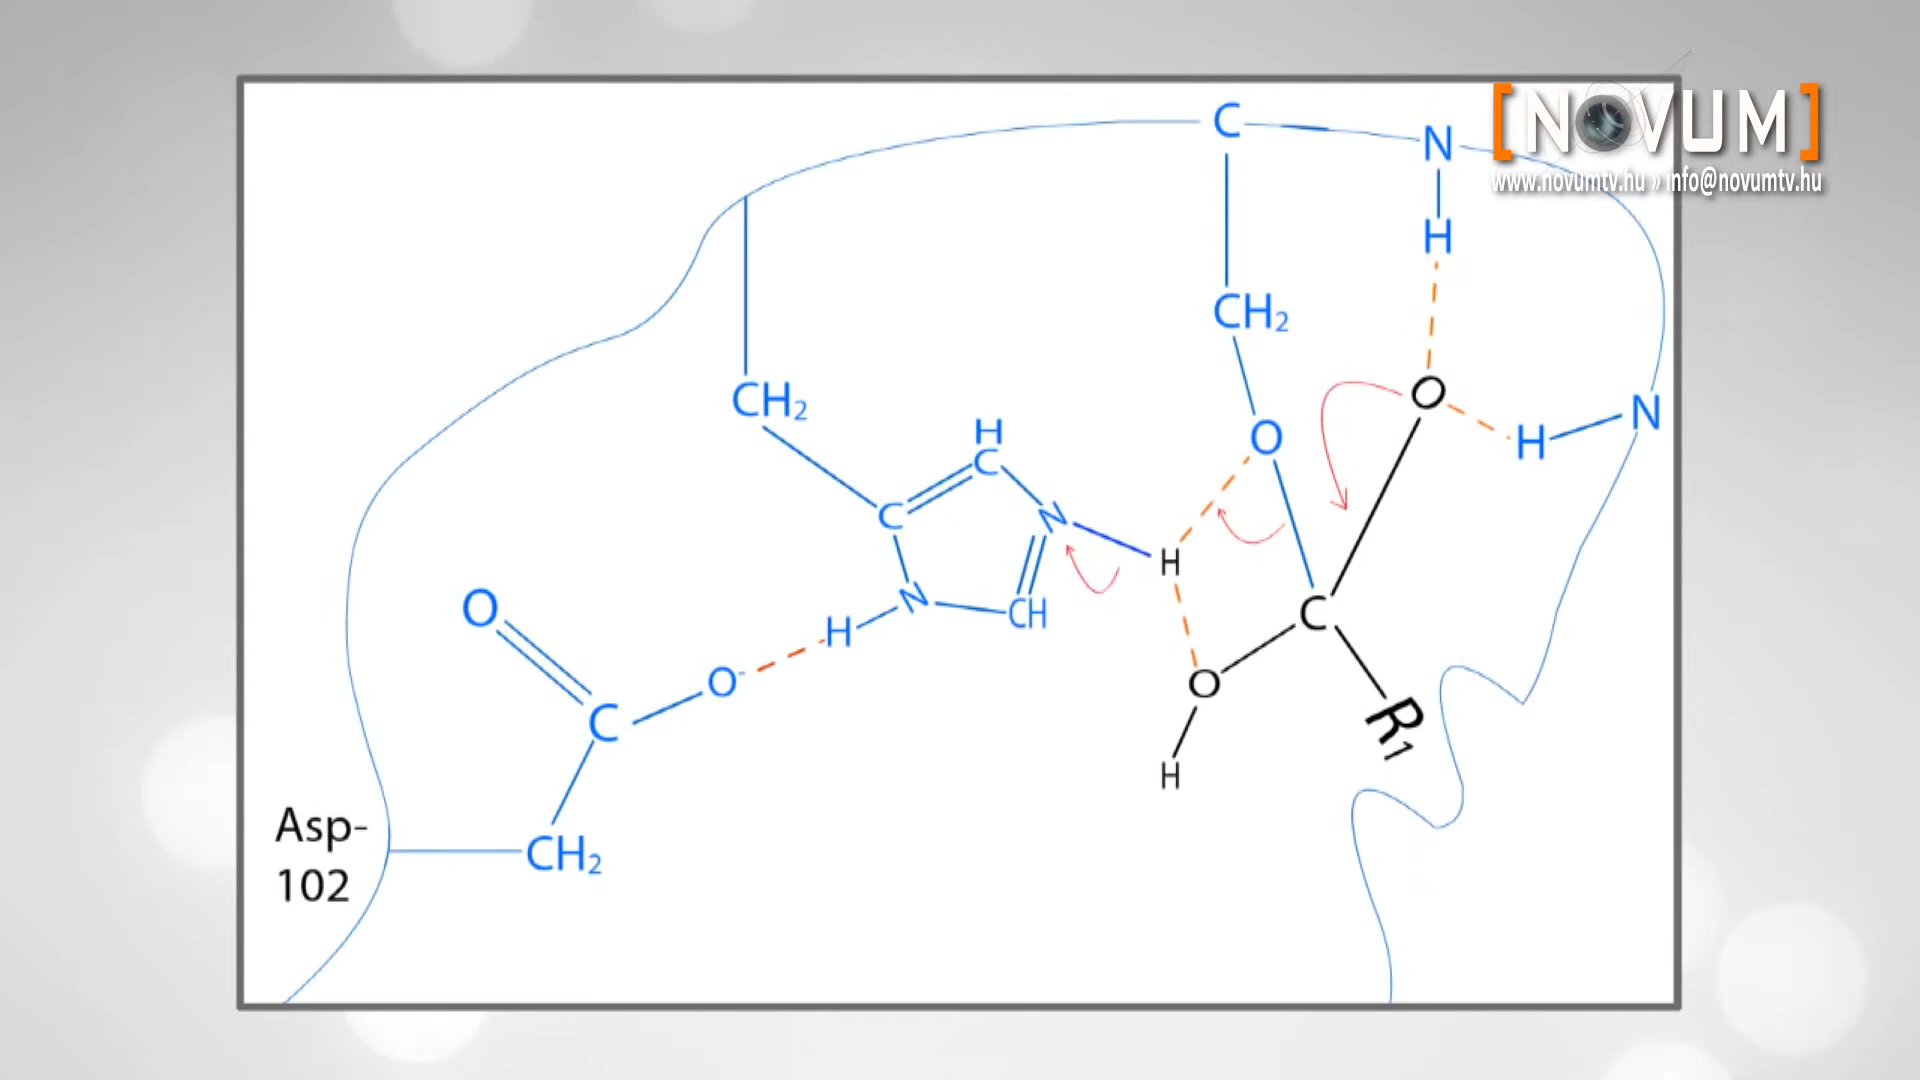 [NOVUM]
www.novumtv.hu » info@novumtv.hu
C
N
H
CH₂
CH₂
O
O
H
N
H
C
C
N
H
N
CH
H
O
C
O
R₁
O⁻
C
H
CH₂
Asp-
102